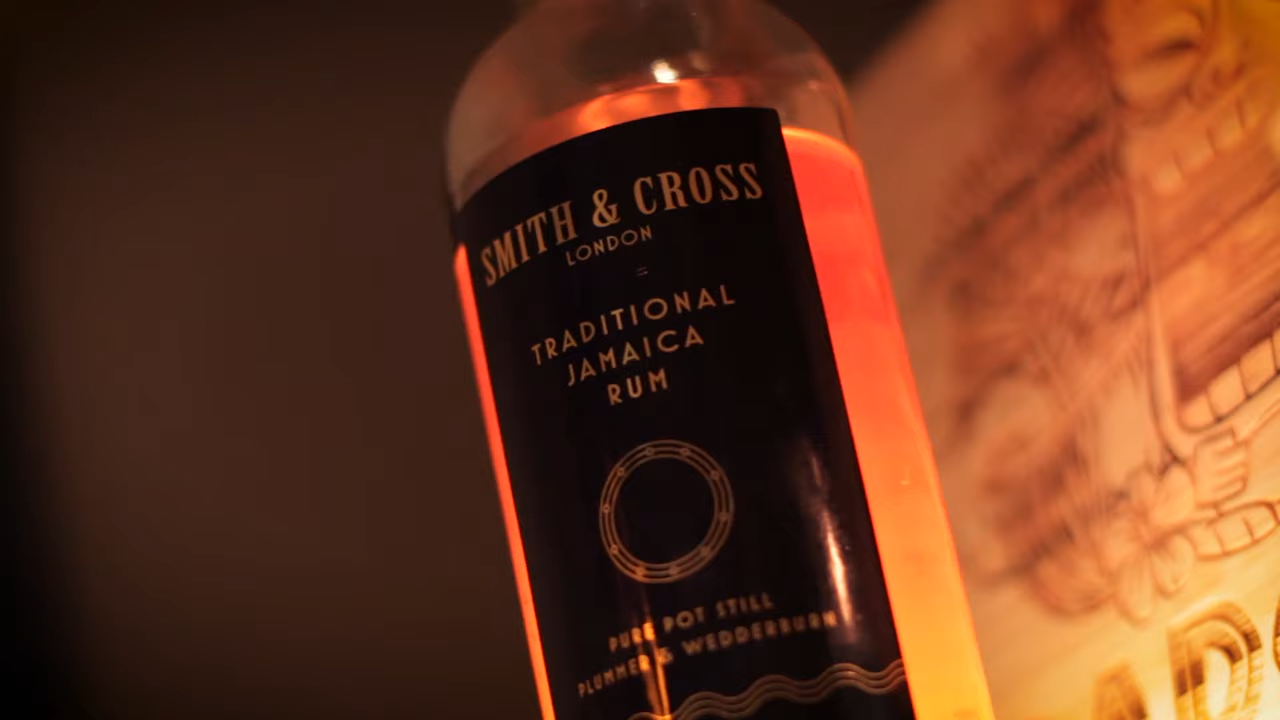 SMITH & CROSS
LONDON
TRADITIONAL
JAMAICA
RUM
PURE POT STILL
PLUMMER & WEDDERBURN